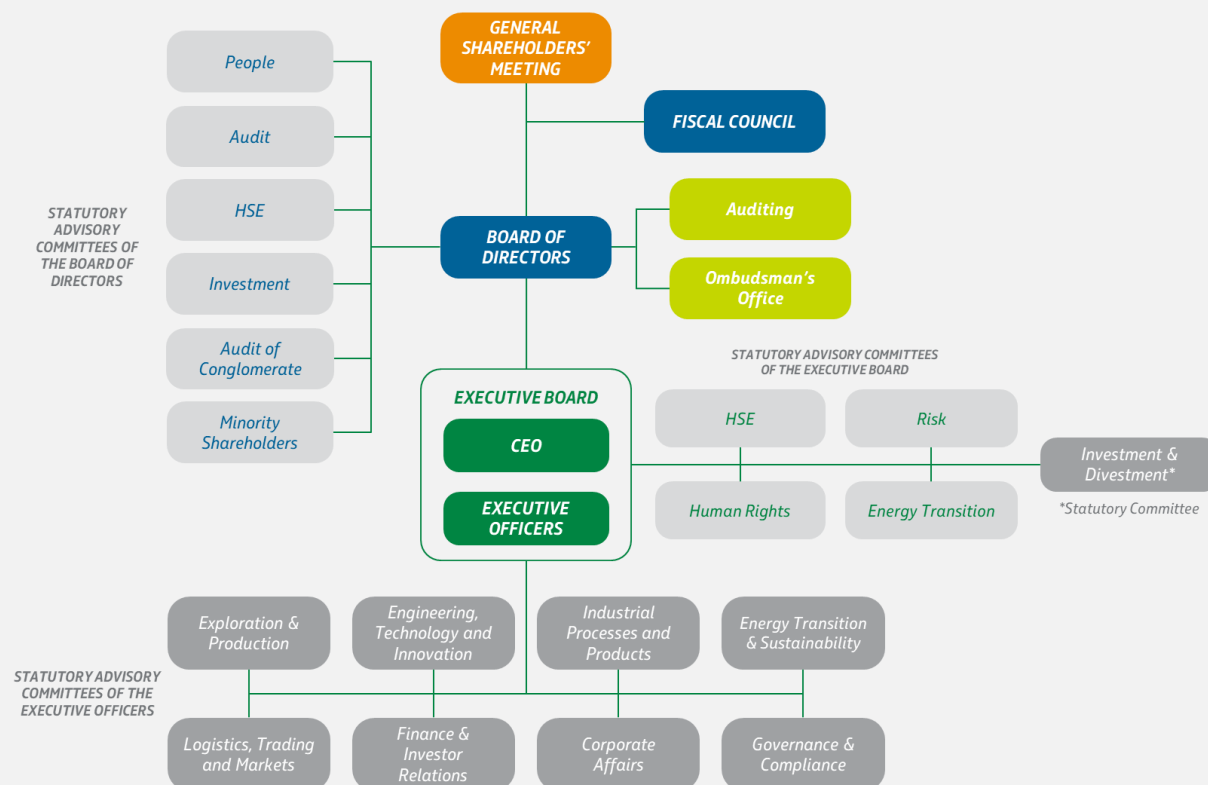 GENERAL
SHAREHOLDERS'
MEETING
FISCAL COUNCIL
BOARD OF
DIRECTORS
Auditing
Ombudsman's
Office
STATUTORY
ADVISORY
COMMITTEES OF
THE BOARD OF
DIRECTORS
People
Audit
HSE
Investment
Audit of
Conglomerate
Minority
Shareholders
EXECUTIVE BOARD
CEO
EXECUTIVE
OFFICERS
STATUTORY ADVISORY COMMITTEES
OF THE EXECUTIVE BOARD
HSE
Risk
Human Rights
Energy Transition
Investment &
Divestment*
*Statutory Committee
STATUTORY ADVISORY
COMMITTEES OF THE
EXECUTIVE OFFICERS
Exploration &
Production
Engineering,
Technology and
Innovation
Industrial
Processes and
Products
Energy Transition
& Sustainability
Logistics, Trading
and Markets
Finance &
Investor
Relations
Corporate
Affairs
Governance &
Compliance